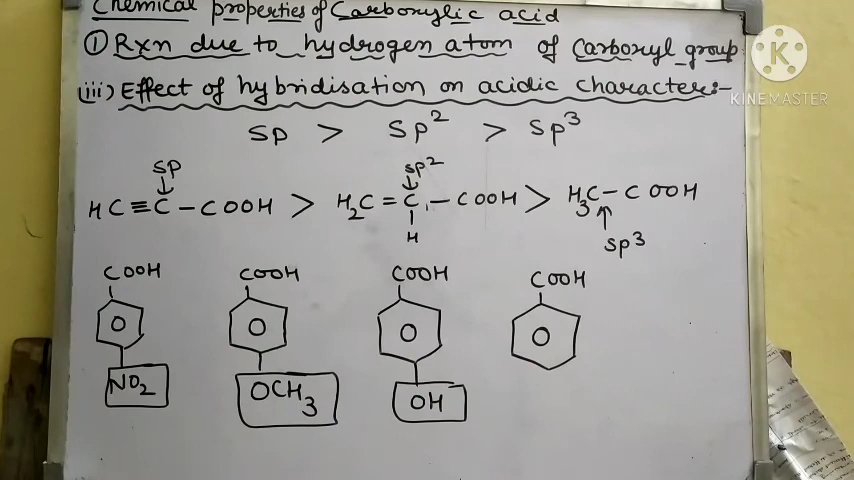 Chemical properties of Carboxylic acid
① Rxn due to hydrogen atom of Carboxyl group
KINEMASTER
(iii) Effect of hybridisation on acidic character:-
SP > SP² > SP³
SP
SP²
HC≡C-COOH > H₂C=C-COOH > H₃C-COOH
H
SP³
COOH COOH COOH COOH
NO₂ OCH₃ OH